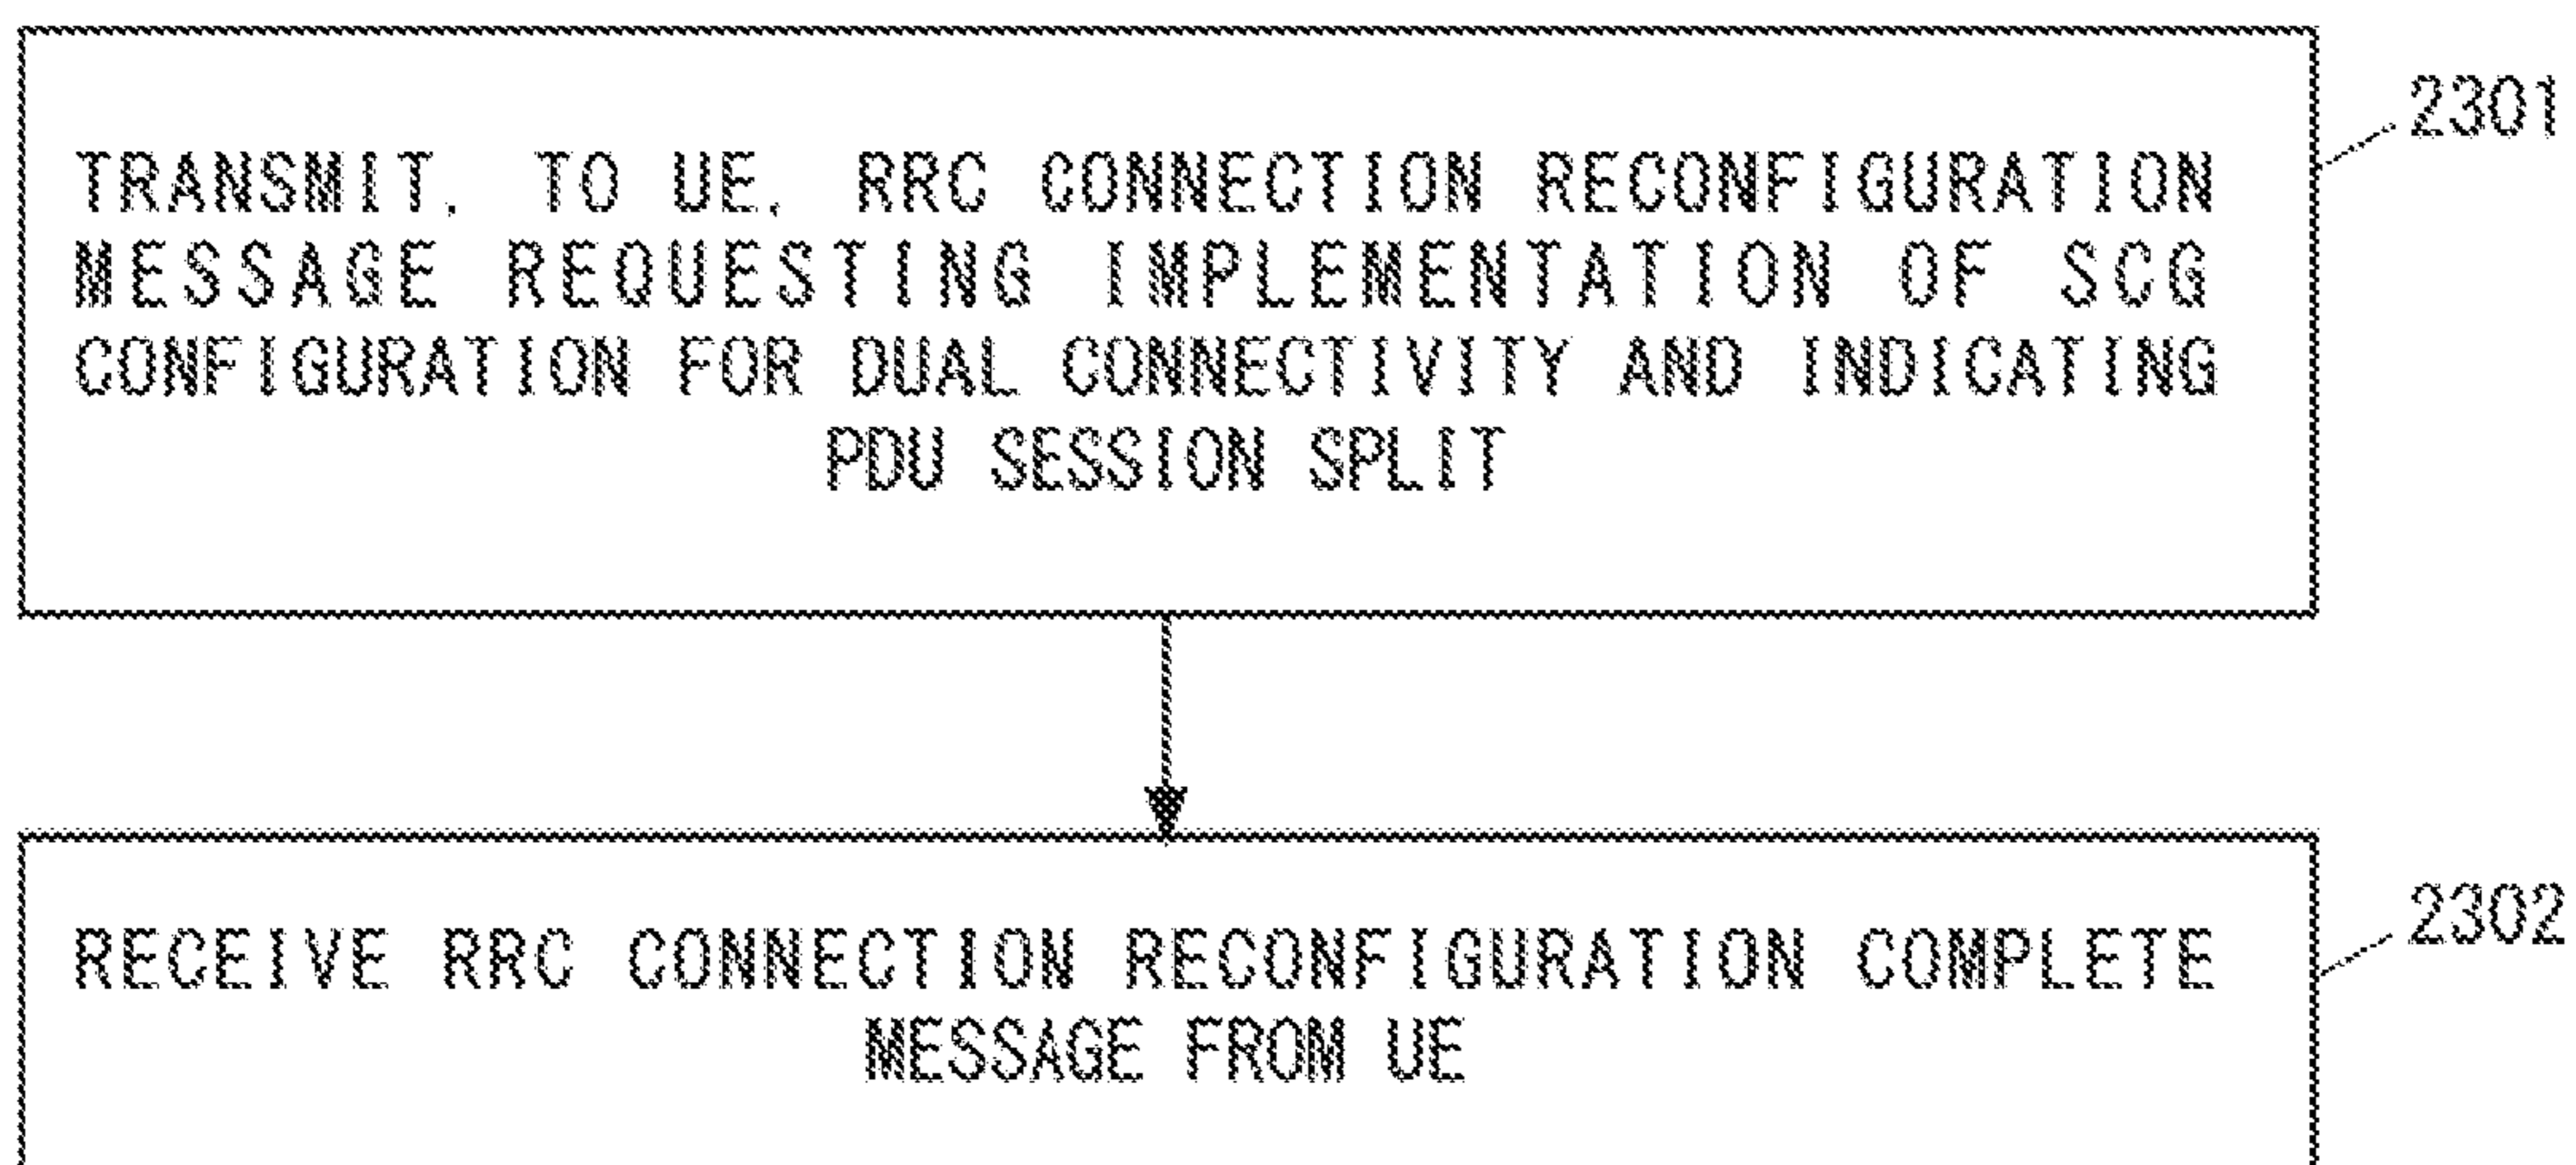 TRANSMIT, TO UE, RRC CONNECTION RECONFIGURATION
MESSAGE REQUESTING IMPLEMENTATION OF SCG
CONFIGURATION FOR DUAL CONNECTIVITY AND INDICATING
PDU SESSION SPLIT
2301
RECEIVE RRC CONNECTION RECONFIGURATION COMPLETE
MESSAGE FROM UE
2302